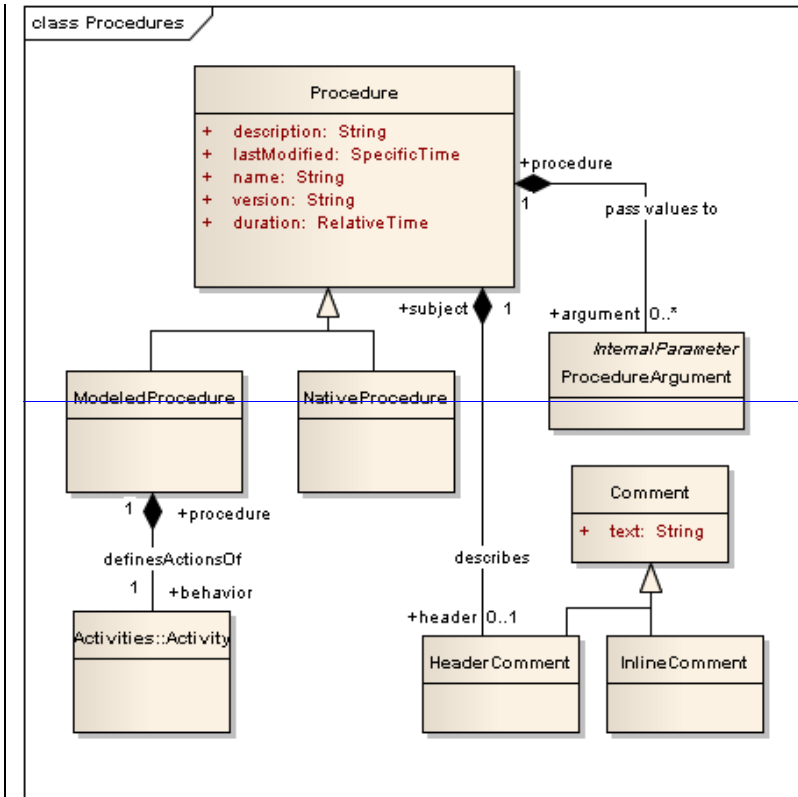 class Procedures
Procedure
+ description: String
+ lastModified: SpecificTime
+ name: String
+ version: String
+ duration: RelativeTime
+procedure
1
pass values to
+subject 1
+argument 0..*
InternalParameter
ProcedureArgument
ModeledProcedure
NativeProcedure
Comment
+ text: String
1 +procedure
definesActionsOf
1 +behavior
describes
+header 0..1
Activities::Activity
HeaderComment
InlineComment